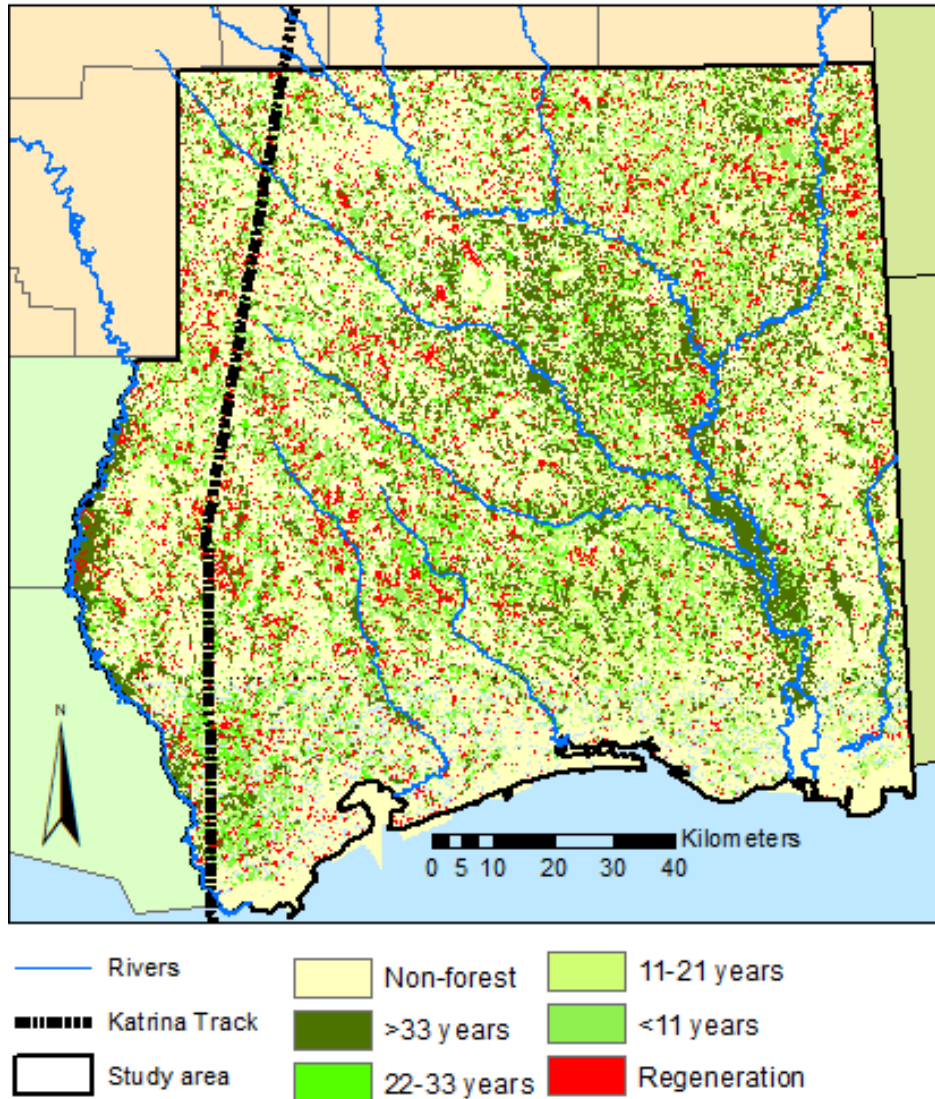 N
Kilometers
0 5 10 20 30 40
Rivers
Katrina Track
Study area
Non-forest
>33 years
22-33 years
11-21 years
<11 years
Regeneration